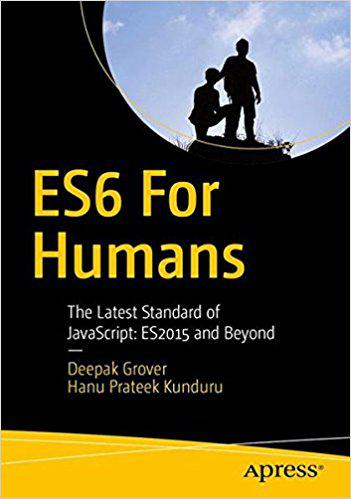 ES6 For
Humans
The Latest Standard of
JavaScript: ES2015 and Beyond
—
Deepak Grover
Hanu Prateek Kunduru
Apress®